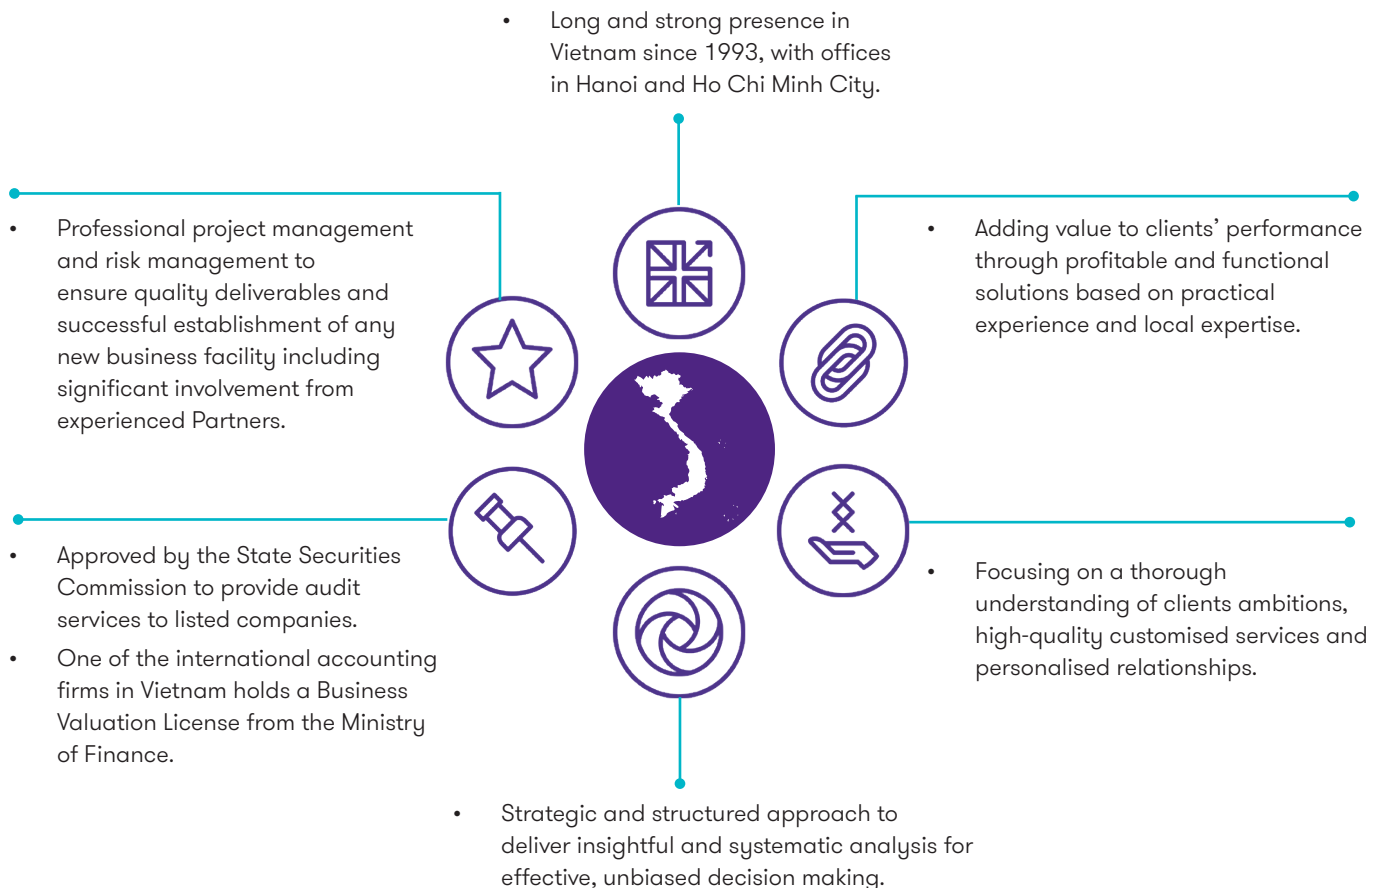 • Long and strong presence in
Vietnam since 1993, with offices
in Hanoi and Ho Chi Minh City.
• Professional project management
and risk management to
ensure quality deliverables and
successful establishment of any
new business facility including
significant involvement from
experienced Partners.
• Adding value to clients’ performance
through profitable and functional
solutions based on practical
experience and local expertise.
• Approved by the State Securities
Commission to provide audit
services to listed companies.
• One of the international accounting
firms in Vietnam holds a Business
Valuation License from the Ministry
of Finance.
• Focusing on a thorough
understanding of clients ambitions,
high-quality customised services and
personalised relationships.
• Strategic and structured approach to
deliver insightful and systematic analysis for
effective, unbiased decision making.